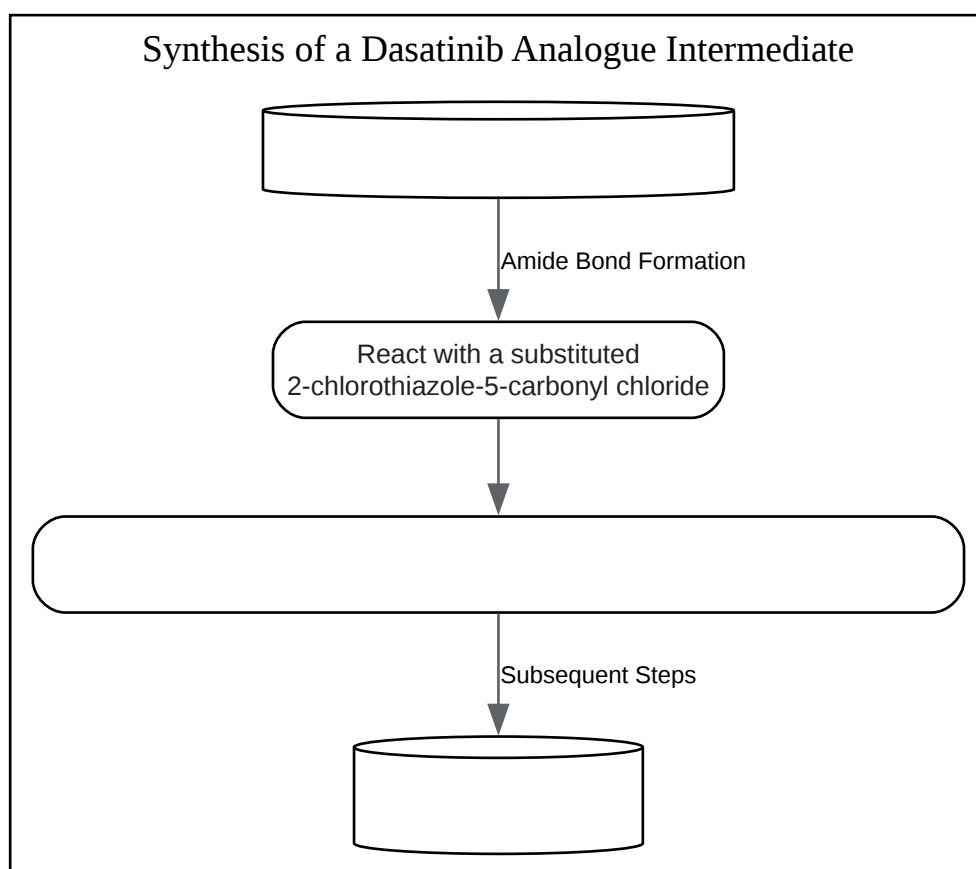 Synthesis of a Dasatinib Analogue Intermediate
Amide Bond Formation
React with a substituted
2-chlorothiazole-5-carbonyl chloride
Subsequent Steps